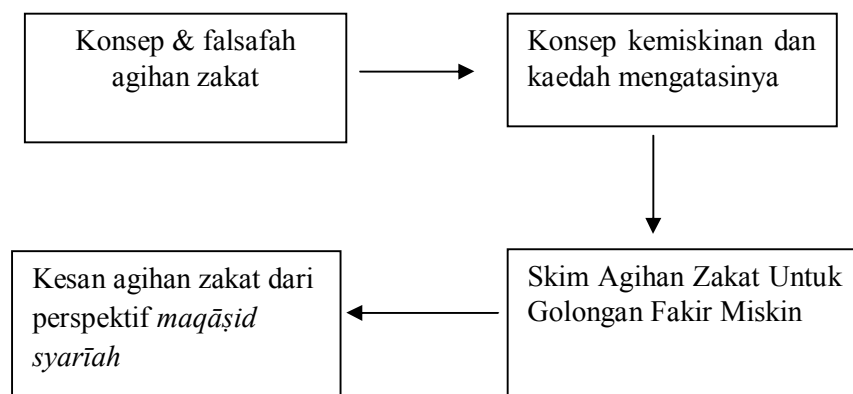 Konsep & falsafah
agihan zakat
Konsep kemiskinan dan
kaedah mengatasinya
Skim Agihan Zakat Untuk
Golongan Fakir Miskin
Kesan agihan zakat dari
perspektif maqāṣid
syarīah